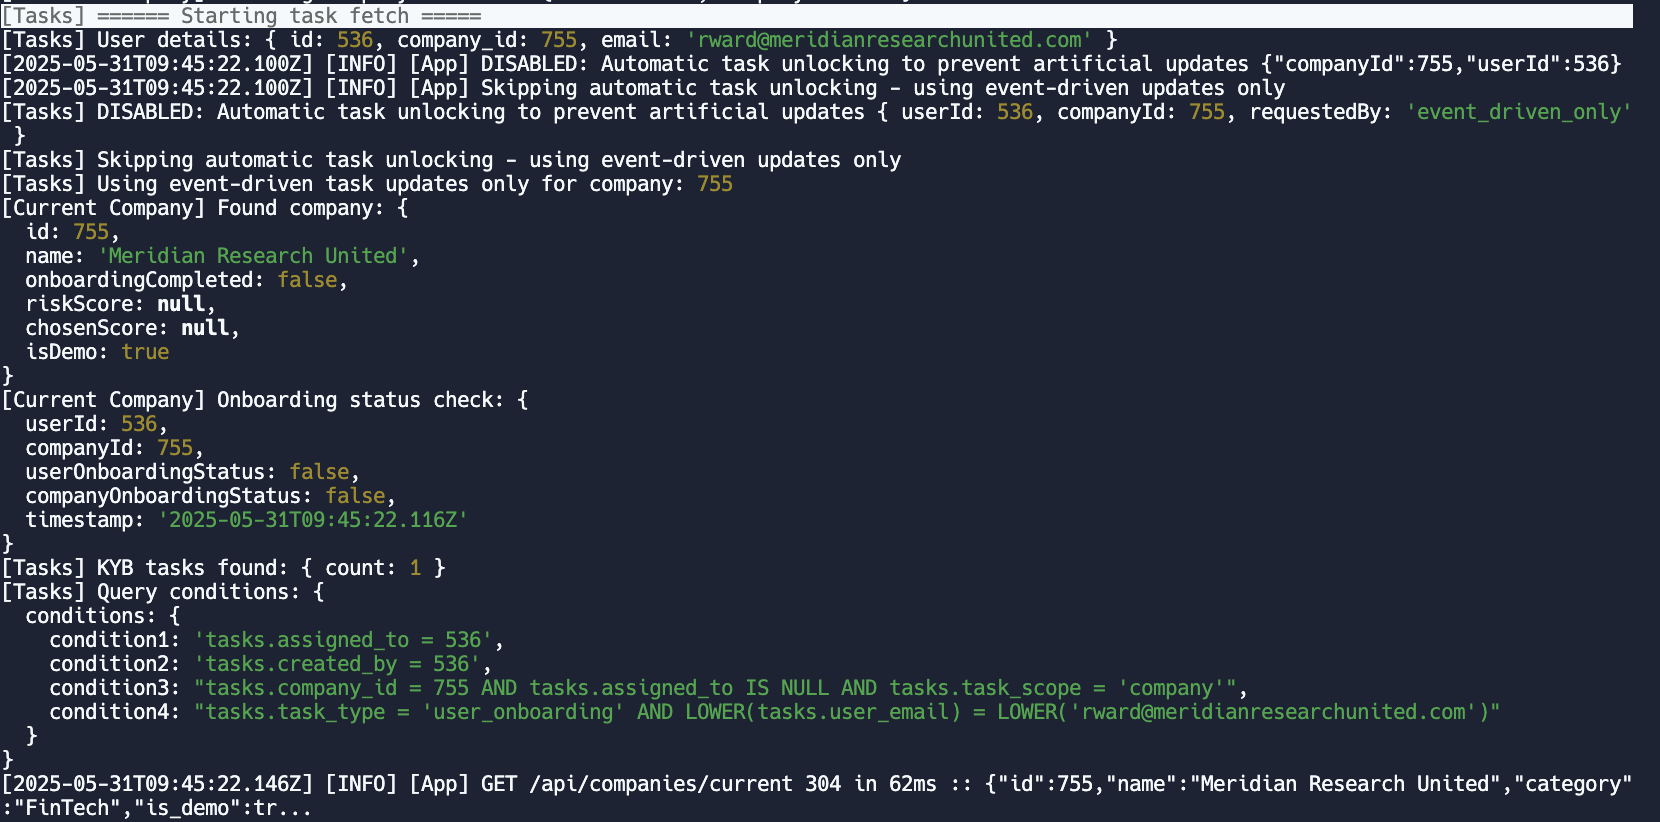 [Tasks] ====== Starting task fetch =====
[Tasks] User details: { id: 536, company_id: 755, email: 'rward@meridianresearchunited.com' }
[2025-05-31T09:45:22.100Z] [INFO] [App] DISABLED: Automatic task unlocking to prevent artificial updates {"companyId":755,"userId":536}
[2025-05-31T09:45:22.100Z] [INFO] [App] Skipping automatic task unlocking - using event-driven updates only
[Tasks] DISABLED: Automatic task unlocking to prevent artificial updates { userId: 536, companyId: 755, requestedBy: 'event_driven_only'
 }
[Tasks] Skipping automatic task unlocking - using event-driven updates only
[Tasks] Using event-driven task updates only for company: 755
[Current Company] Found company: {
  id: 755,
  name: 'Meridian Research United',
  onboardingCompleted: false,
  riskScore: null,
  chosenScore: null,
  isDemo: true
}
[Current Company] Onboarding status check: {
  userId: 536,
  companyId: 755,
  userOnboardingStatus: false,
  companyOnboardingStatus: false,
  timestamp: '2025-05-31T09:45:22.116Z'
}
[Tasks] KYB tasks found: { count: 1 }
[Tasks] Query conditions: {
  conditions: {
    condition1: 'tasks.assigned_to = 536',
    condition2: 'tasks.created_by = 536',
    condition3: "tasks.company_id = 755 AND tasks.assigned_to IS NULL AND tasks.task_scope = 'company'",
    condition4: "tasks.task_type = 'user_onboarding' AND LOWER(tasks.user_email) = LOWER('rward@meridianresearchunited.com')"
  }
}
[2025-05-31T09:45:22.146Z] [INFO] [App] GET /api/companies/current 304 in 62ms :: {"id":755,"name":"Meridian Research United","category"
:"FinTech","is_demo":tr...